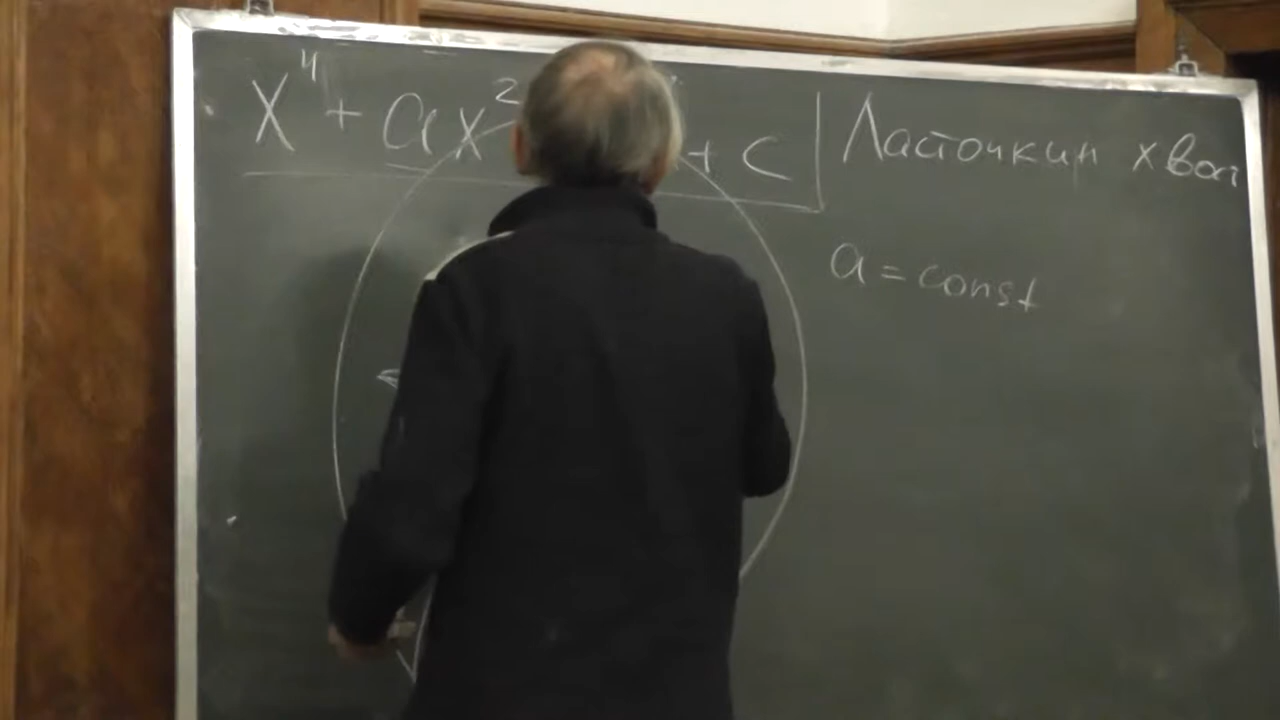 x⁴ + ax² + c
Ласточкин хвост
a = const